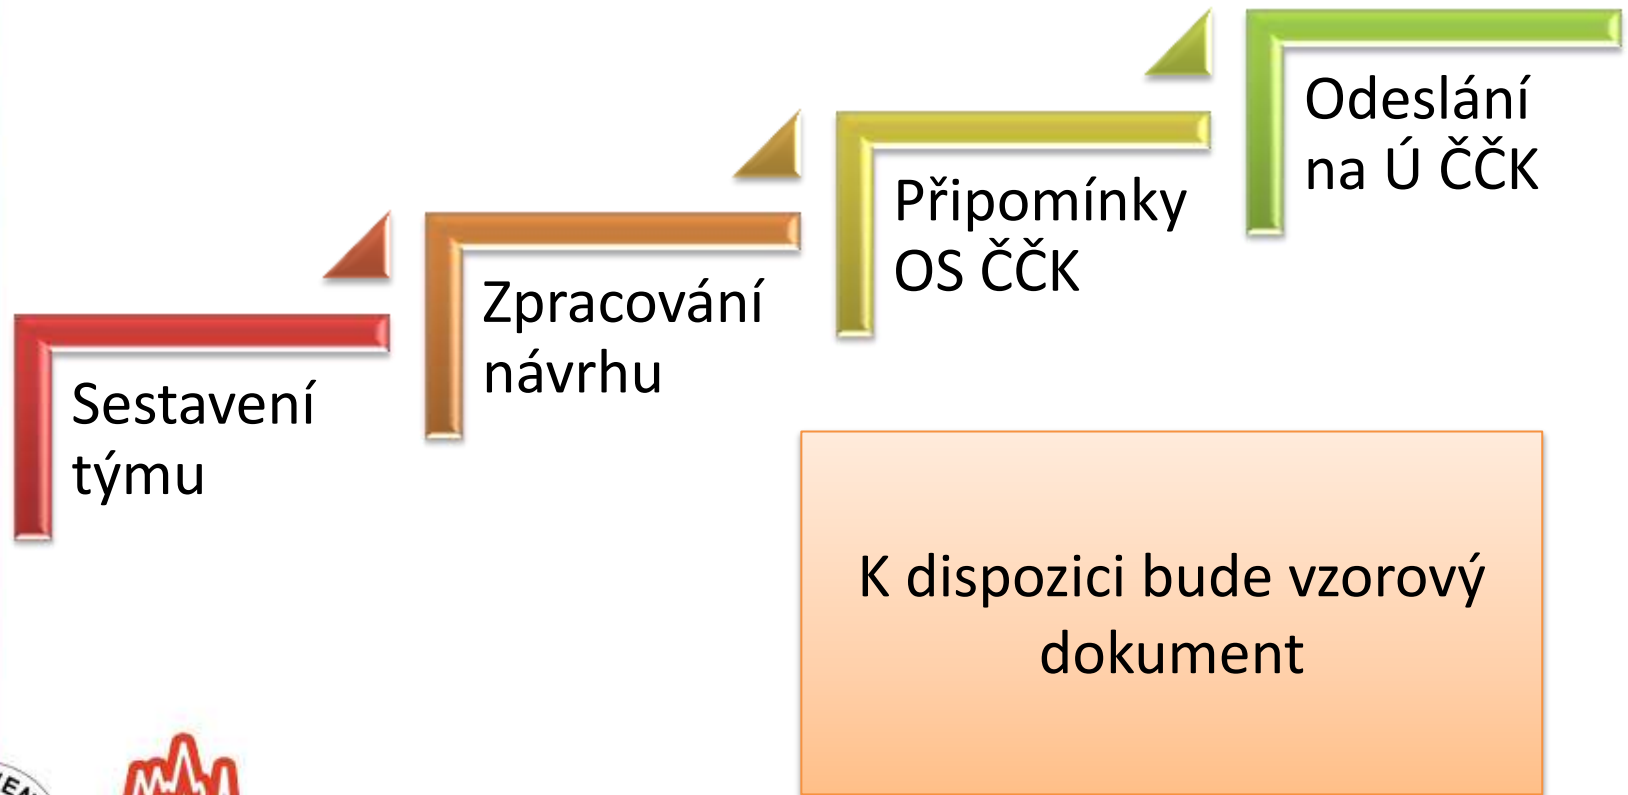 Sestavení
týmu
Zpracování
návrhu
Připomínky
OS ČČK
Odeslání
na Ú ČČK
K dispozici bude vzorový
dokument